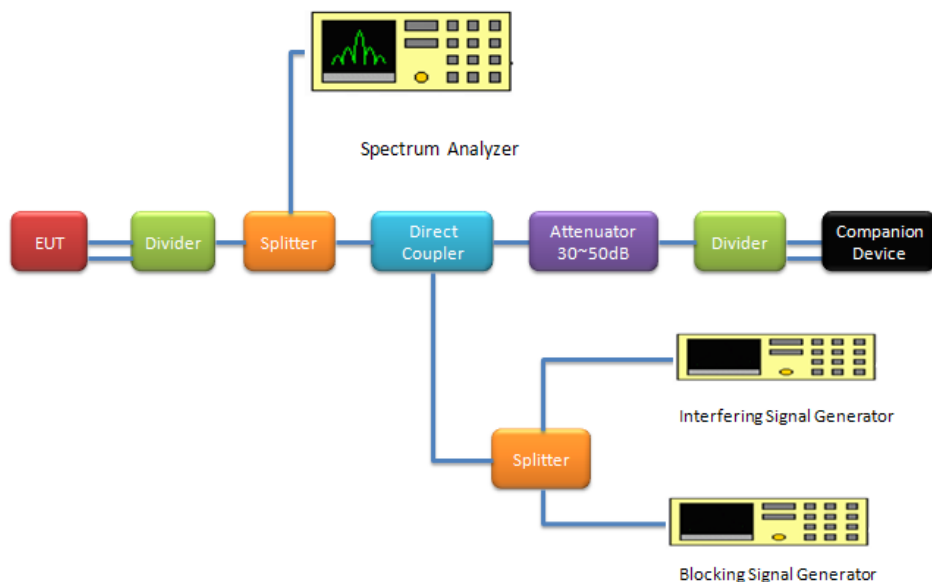 Spectrum Analyzer
EUT
Divider
Splitter
Direct
Coupler
Attenuator
30~50dB
Divider
Companion
Device
Interfering Signal Generator
Splitter
Blocking Signal Generator